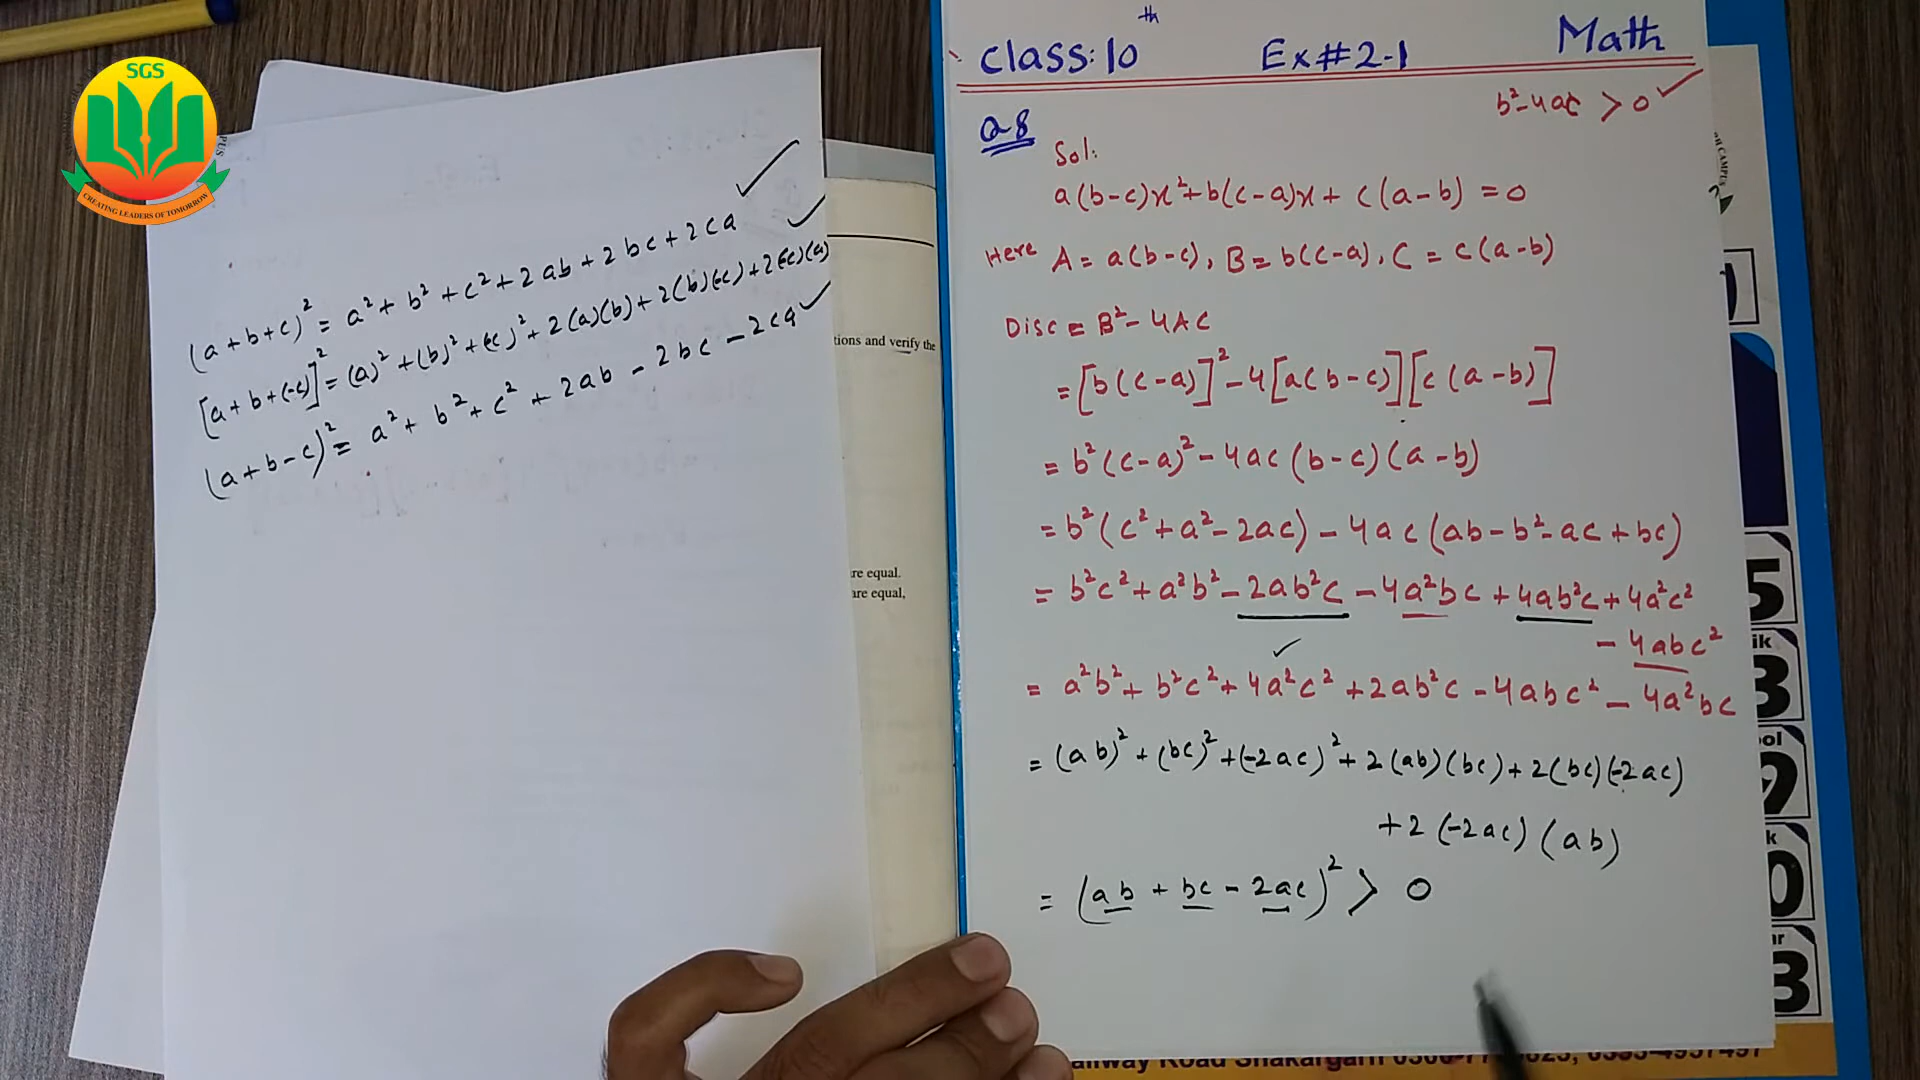 SGS
CREATING LEADERS OF TOMORROW
(a+b+c)² = a² + b² + c² + 2ab + 2bc + 2ca
[a+b+(-c)]² = (a)² + (b)² + (-c)² + 2(a)(b) + 2(b)(-c) + 2(-c)(a)
(a+b-c)² = a² + b² + c² + 2ab - 2bc - 2ca
tions and verify the
re equal.
are equal,
Class: 10th Ex#2.1 Math
b²-4ac > 0
Q-8
Sol:
a(b-c)x²+b(c-a)x+ c(a-b) = 0
Here A = a(b-c), B = b(c-a), C = c(a-b)
Disc = B²-4AC
= [b(c-a)]²-4[a(b-c)][c(a-b)]
= b²(c-a)²-4ac(b-c)(a-b)
= b²(c²+a²-2ac)-4ac(ab-b²-ac+bc)
= b²c²+a²b²-2ab²c-4a²bc+4ab²c+4a²c²
-4abc²
= a²b²+b²c²+4a²c²+2ab²c-4abc²-4a²bc
= (ab)²+(bc)²+(-2ac)²+2(ab)(bc)+2(bc)(-2ac)
+2(-2ac)(ab)
= (ab+bc-2ac)² > 0